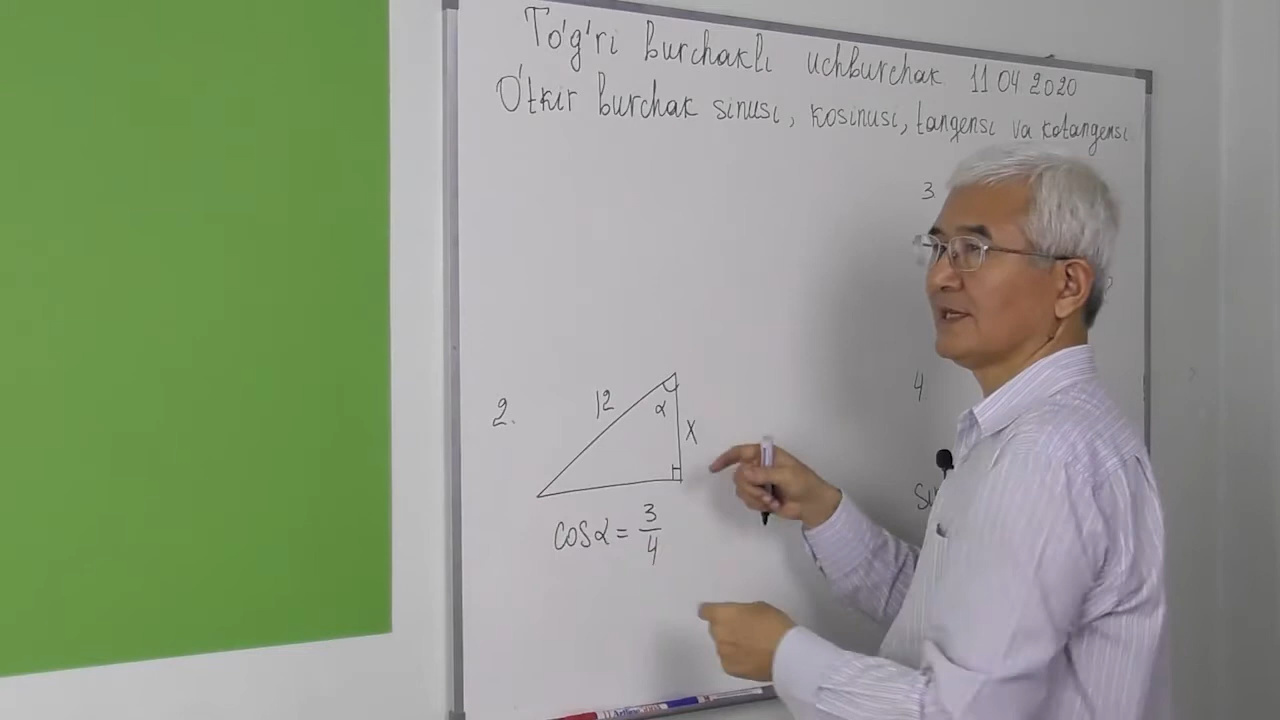 To'g'ri burchakli uchburchak 11 04 2020
O'tkir burchak sinusi, kosinusi, tangensi va kotangensi
3.
2.
12
α
x
4.
cosα = 3/4